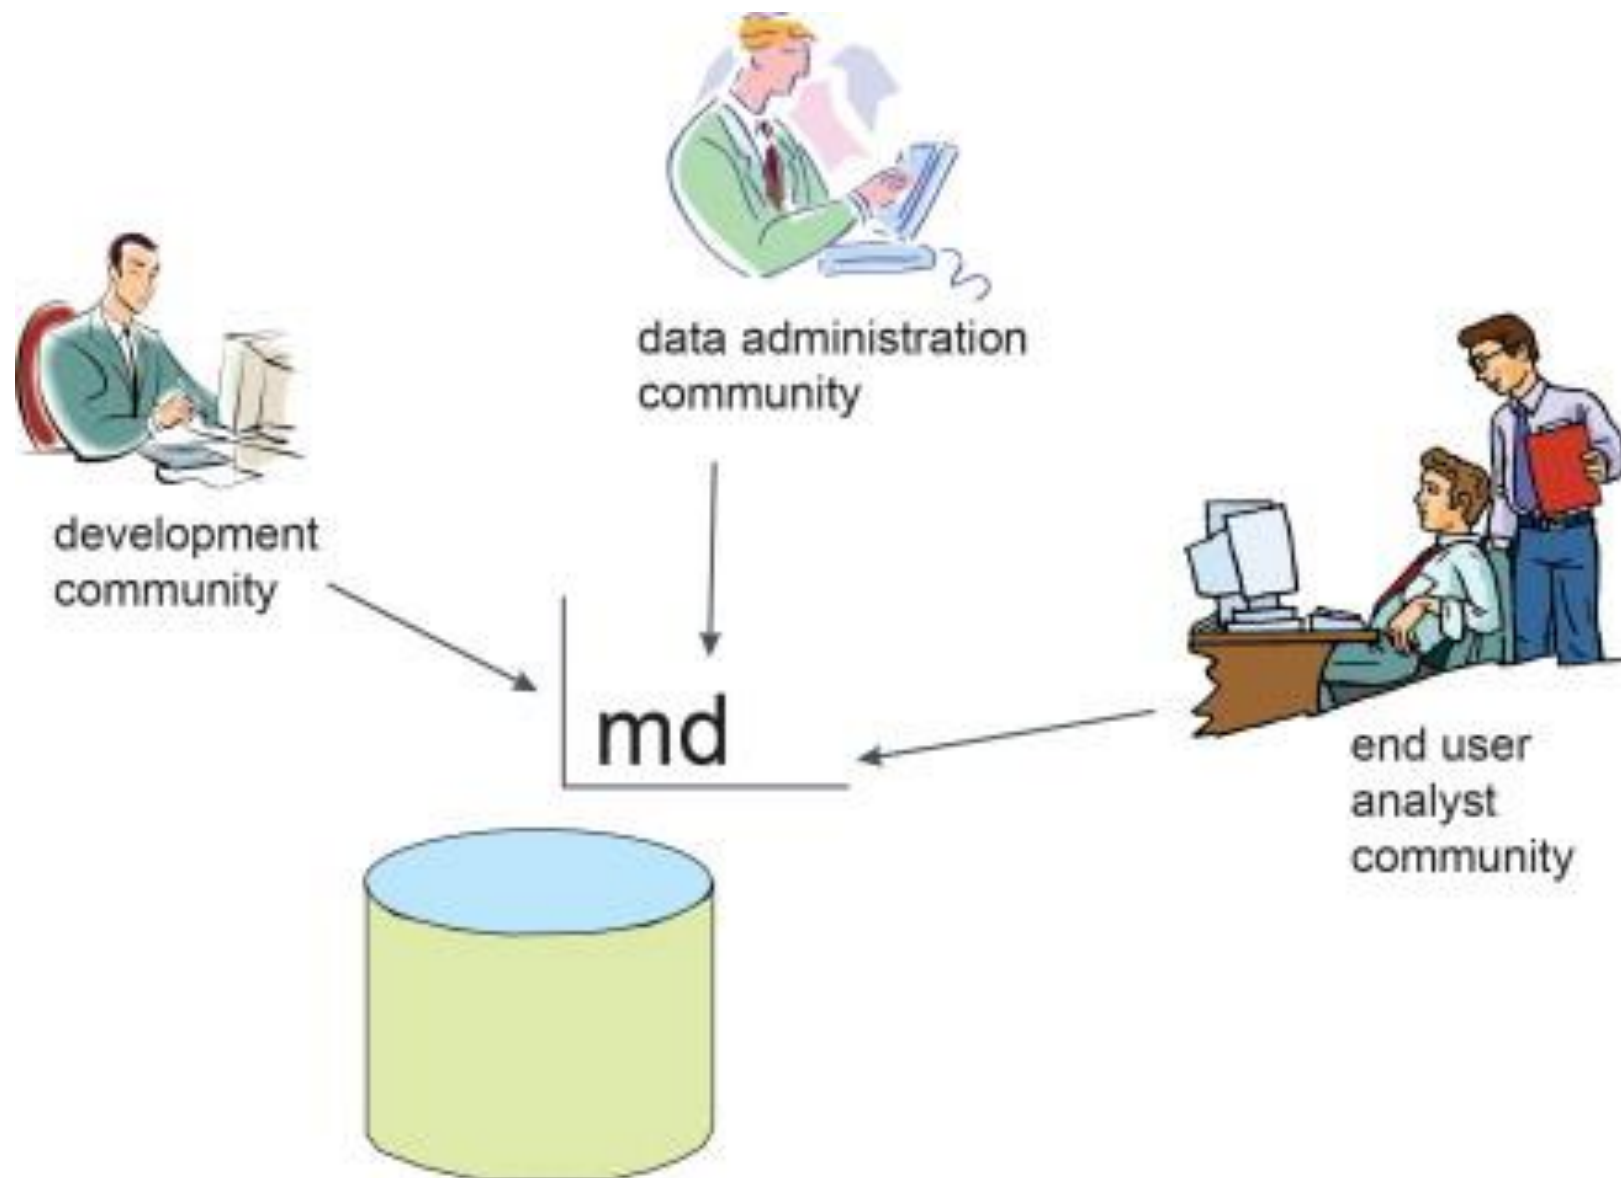 data administration
community
development
community
md
end user
analyst
community